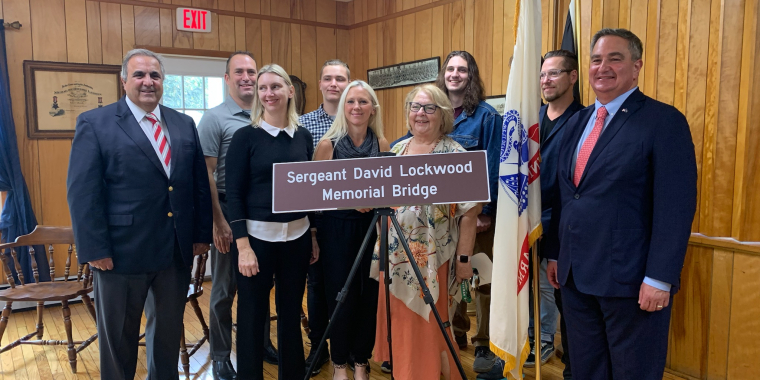 EXIT
Sergeant David Lockwood
Memorial Bridge